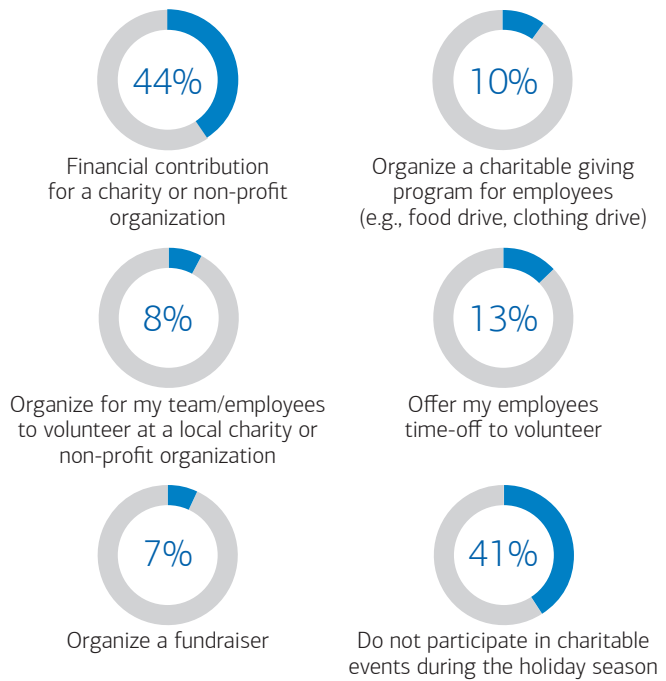 44%
Financial contribution
for a charity or non-profit
organization
10%
Organize a charitable giving
program for employees
(e.g., food drive, clothing drive)
8%
Organize for my team/employees
to volunteer at a local charity or
non-profit organization
13%
Offer my employees
time-off to volunteer
7%
Organize a fundraiser
41%
Do not participate in charitable
events during the holiday season